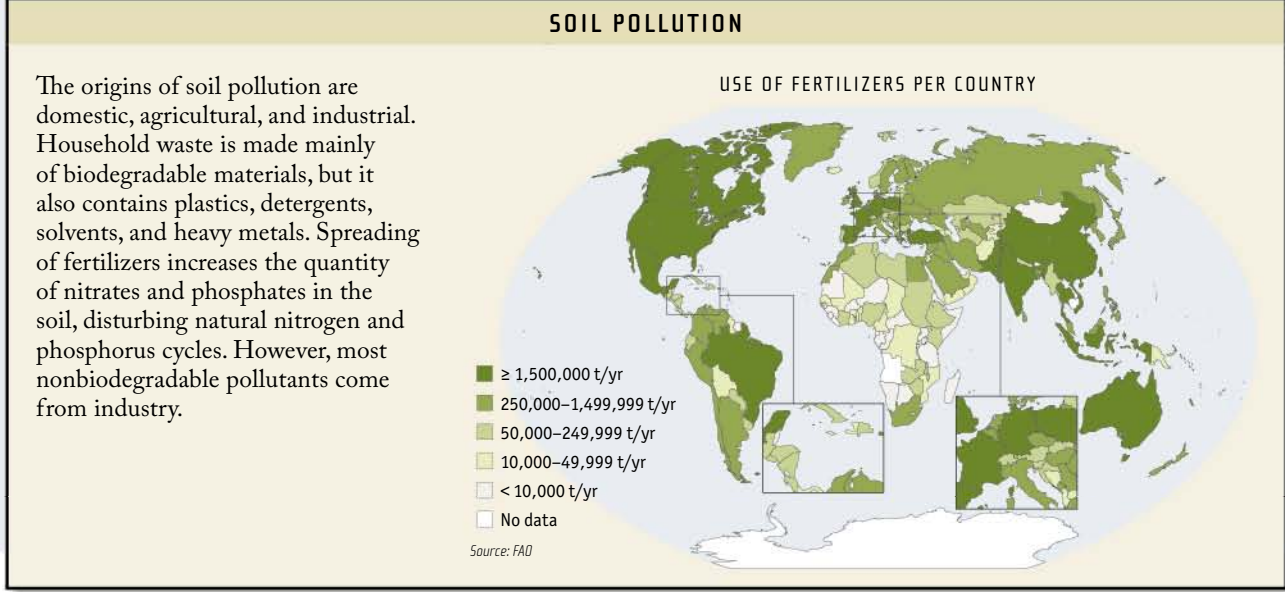 SOIL POLLUTION
The origins of soil pollution are
domestic, agricultural, and industrial.
Household waste is made mainly
of biodegradable materials, but it
also contains plastics, detergents,
solvents, and heavy metals. Spreading
of fertilizers increases the quantity
of nitrates and phosphates in the
soil, disturbing natural nitrogen and
phosphorus cycles. However, most
nonbiodegradable pollutants come
from industry.
USE OF FERTILIZERS PER COUNTRY
≥ 1,500,000 t/yr
250,000–1,499,999 t/yr
50,000–249,999 t/yr
10,000–49,999 t/yr
< 10,000 t/yr
No data
Source: FAO